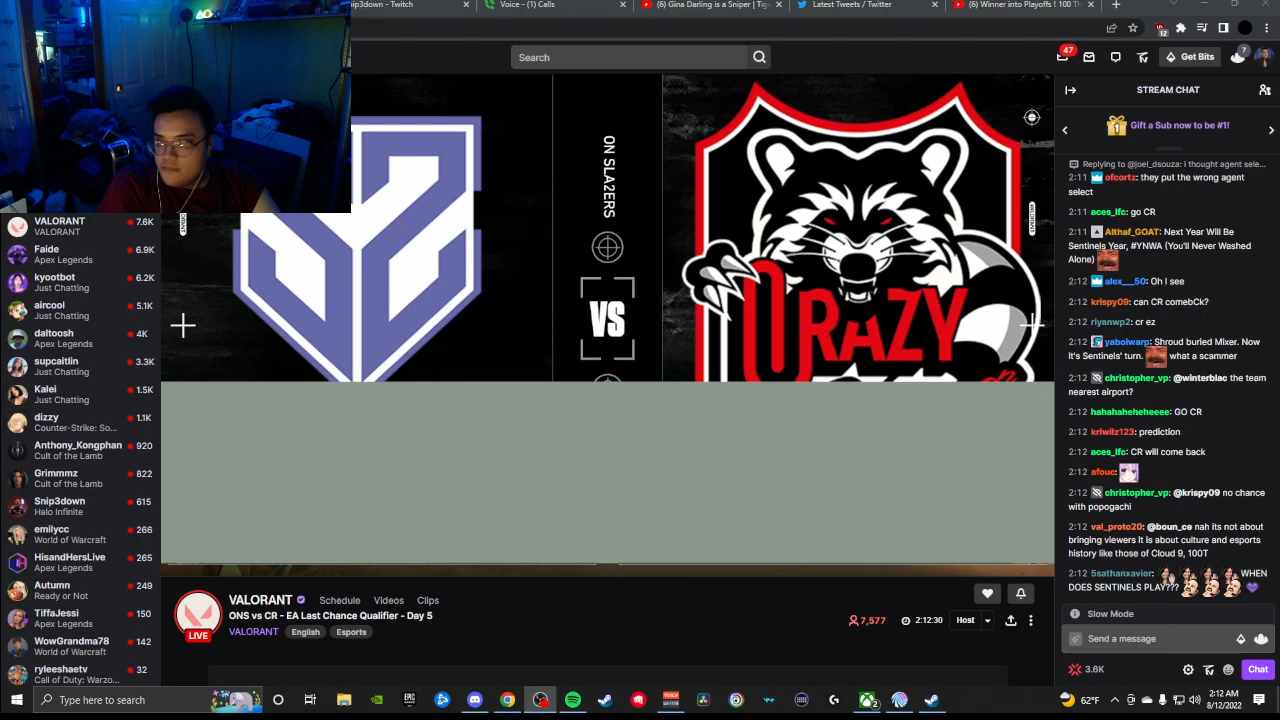 ip3down - Twitch
Voice - (1) Calls
(6) Gina Darling is a Sniper | Tig
Latest Tweets / Twitter
(6) Winner into Playoffs ! 100 Th
12
Search
47
Get Bits
7
STREAM CHAT
1
Gift a Sub now to be #1!
ON SLA2ERS
VS
CRAZY
VALORANT
VALORANT
7.6K
Faide
Apex Legends
6.9K
kyootbot
Just Chatting
6.2K
aircool
Just Chatting
5.1K
daltoosh
Apex Legends
4K
supcaitlin
Just Chatting
3.3K
Kalei
Just Chatting
1.5K
dizzy
Counter-Strike: So...
1.1K
Anthony_Kongphan
Cult of the Lamb
920
Grimmmz
Cult of the Lamb
822
Snip3down
Halo Infinite
615
emilycc
World of Warcraft
266
HisandHersLive
Apex Legends
265
Autumn
Ready or Not
249
TiffaJessi
Apex Legends
150
WowGrandma78
World of Warcraft
142
ryleeshaetv
Call of Duty: Warzo...
32
Replying to @joel_dsouza: i thought agent sele...
2:11 ofcortz: they put the wrong agent
select
2:11 aces_lfc: go CR
2:11 Althaf_GOAT: Next Year Will Be
Sentinels Year, #YNWA (You'll Never Washed
Alone)
2:12 alex___50: Oh I see
2:12 krispy09: can CR comebCk?
2:12 riyanwp2: cr ez
2:12 yabolwarp: Shroud buried Mixer. Now
it's Sentinels' turn. what a scammer
2:12 christopher_vp: @winterblac the team
nearest airport?
2:12 hahahaheheheeee: GO CR
2:12 kriwilz123: prediction
2:12 aces_lfc: CR will come back
2:12 afouc:
2:12 christopher_vp: @krispy09 no chance
with popogachi
2:12 val_proto20: @boun_ce nah its not about
bringing viewers it is about culture and esports
history like those of Cloud 9, 100T
2:12 5sathanxavier: WHEN
DOES SENTINELS PLAY???
Slow Mode
Send a message
3.6K
Chat
VALORANT
Schedule
Videos
Clips
ONS vs CR - EA Last Chance Qualifier - Day 5
VALORANT
English
Esports
LIVE
7,577
2:12:30
Host
Type here to search
EPIC
2
62°F
2:12 AM
8/12/2022